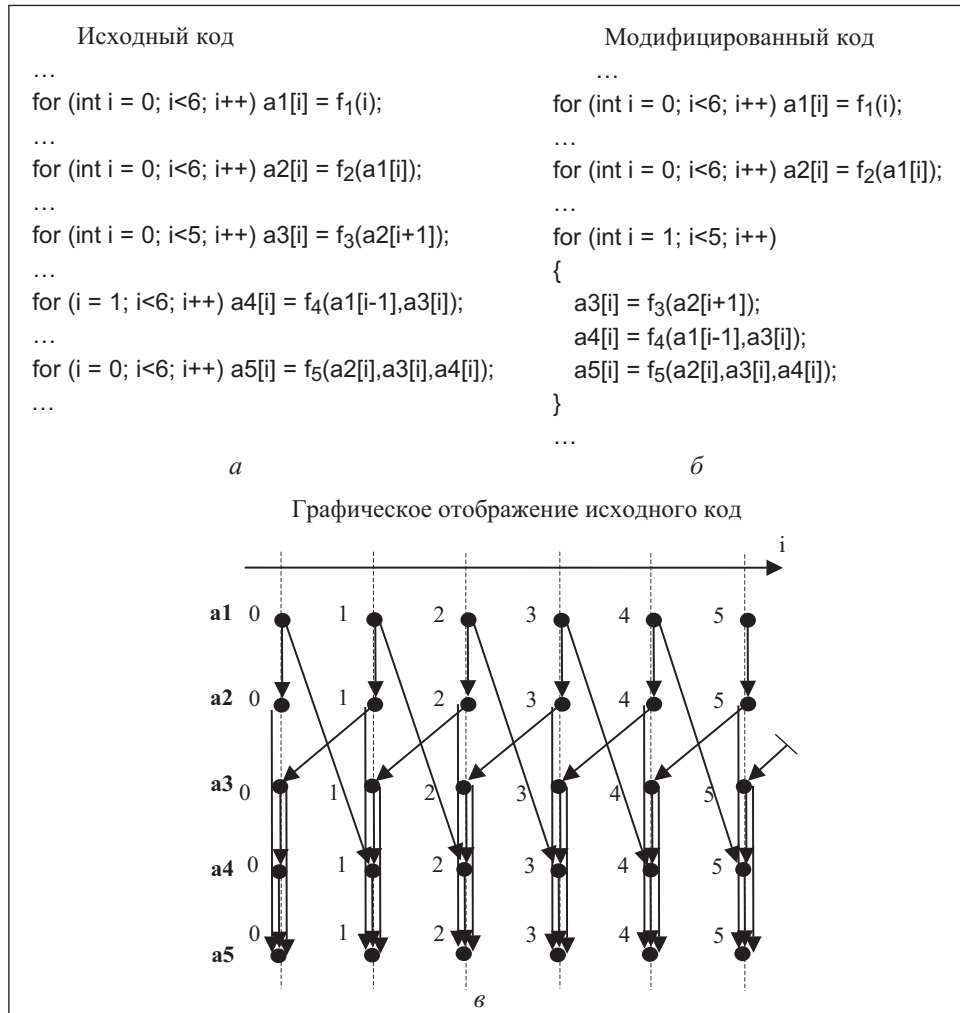 Исходный код
…
for (int i = 0; i<6; i++) a1[i] = f1(i);
…
for (int i = 0; i<6; i++) a2[i] = f2(a1[i]);
…
for (int i = 0; i<5; i++) a3[i] = f3(a2[i+1]);
…
for (i = 1; i<6; i++) a4[i] = f4(a1[i-1],a3[i]);
…
for (i = 0; i<6; i++) a5[i] = f5(a2[i],a3[i],a4[i]);
…
а
Модифицированный код
…
for (int i = 0; i<6; i++) a1[i] = f1(i);
…
for (int i = 0; i<6; i++) a2[i] = f2(a1[i]);
…
for (int i = 1; i<5; i++)
{
a3[i] = f3(a2[i+1]);
a4[i] = f4(a1[i-1],a3[i]);
a5[i] = f5(a2[i],a3[i],a4[i]);
}
…
б
Графическое отображение исходного код
i
a1 0 1 2 3 4 5
a2 0 1 2 3 4 5
a3 0 1 2 3 4 5
a4 0 1 2 3 4 5
a5 0 1 2 3 4 5
в